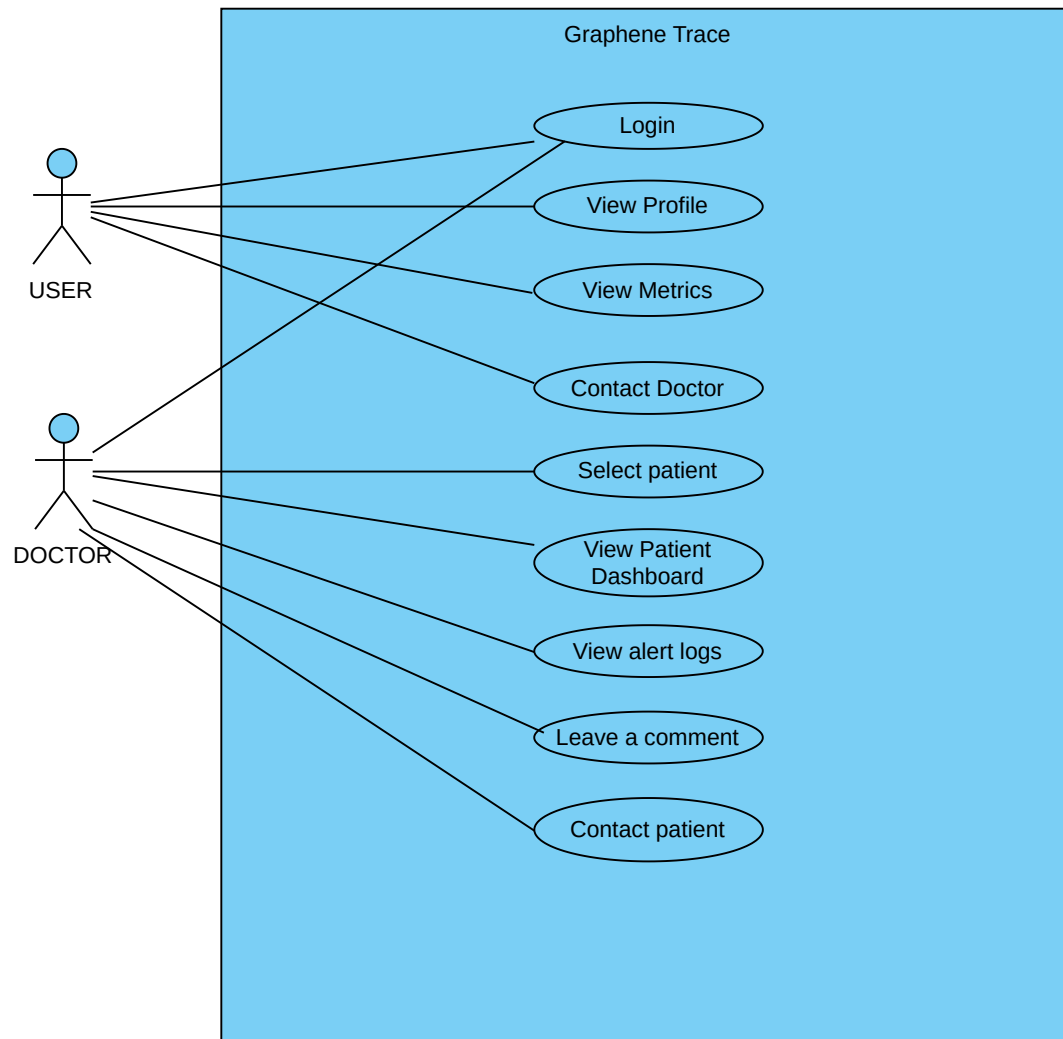 Graphene Trace
Login
View Profile
View Metrics
USER
Contact Doctor
Select patient
DOCTOR
View Patient
Dashboard
View alert logs
Leave a comment
Contact patient